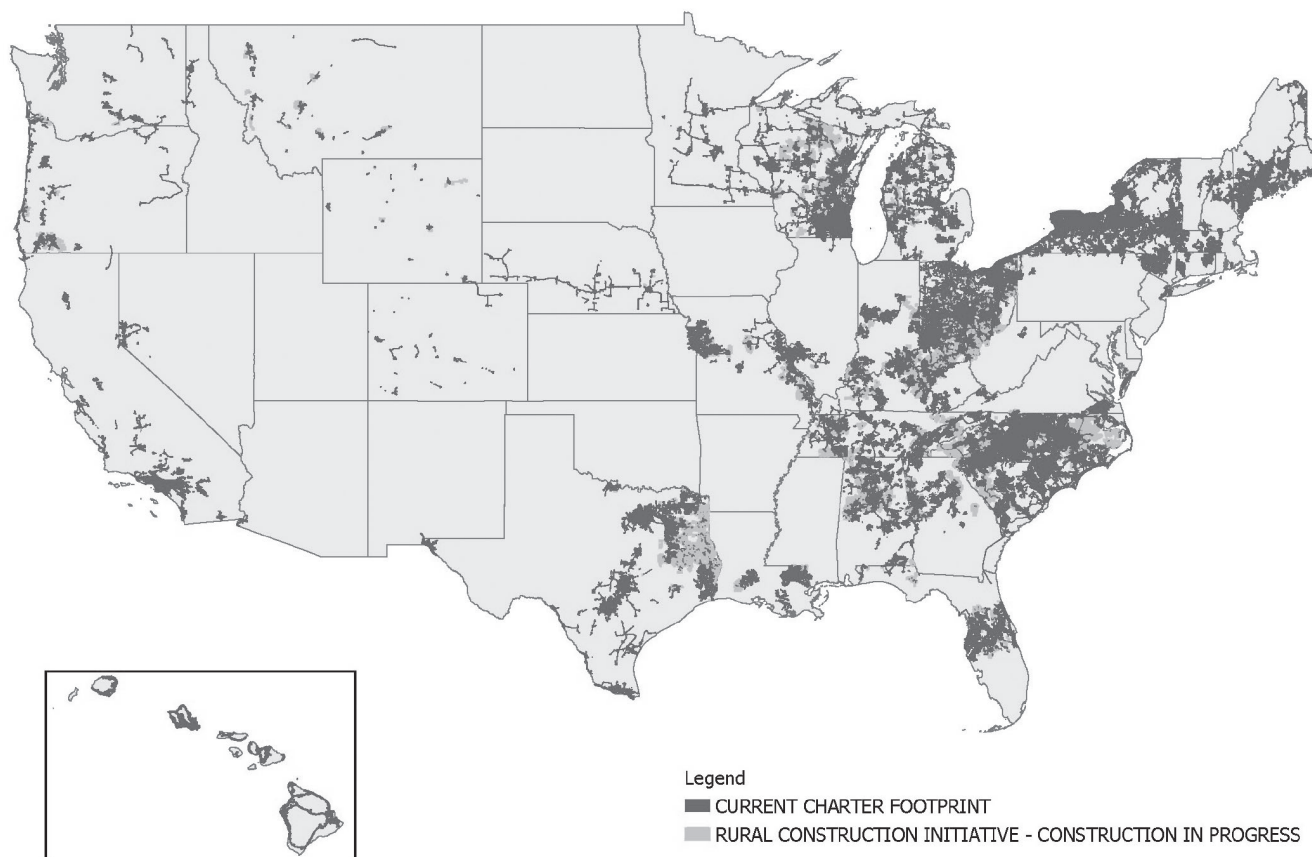 Legend
CURRENT CHARTER FOOTPRINT
RURAL CONSTRUCTION INITIATIVE - CONSTRUCTION IN PROGRESS